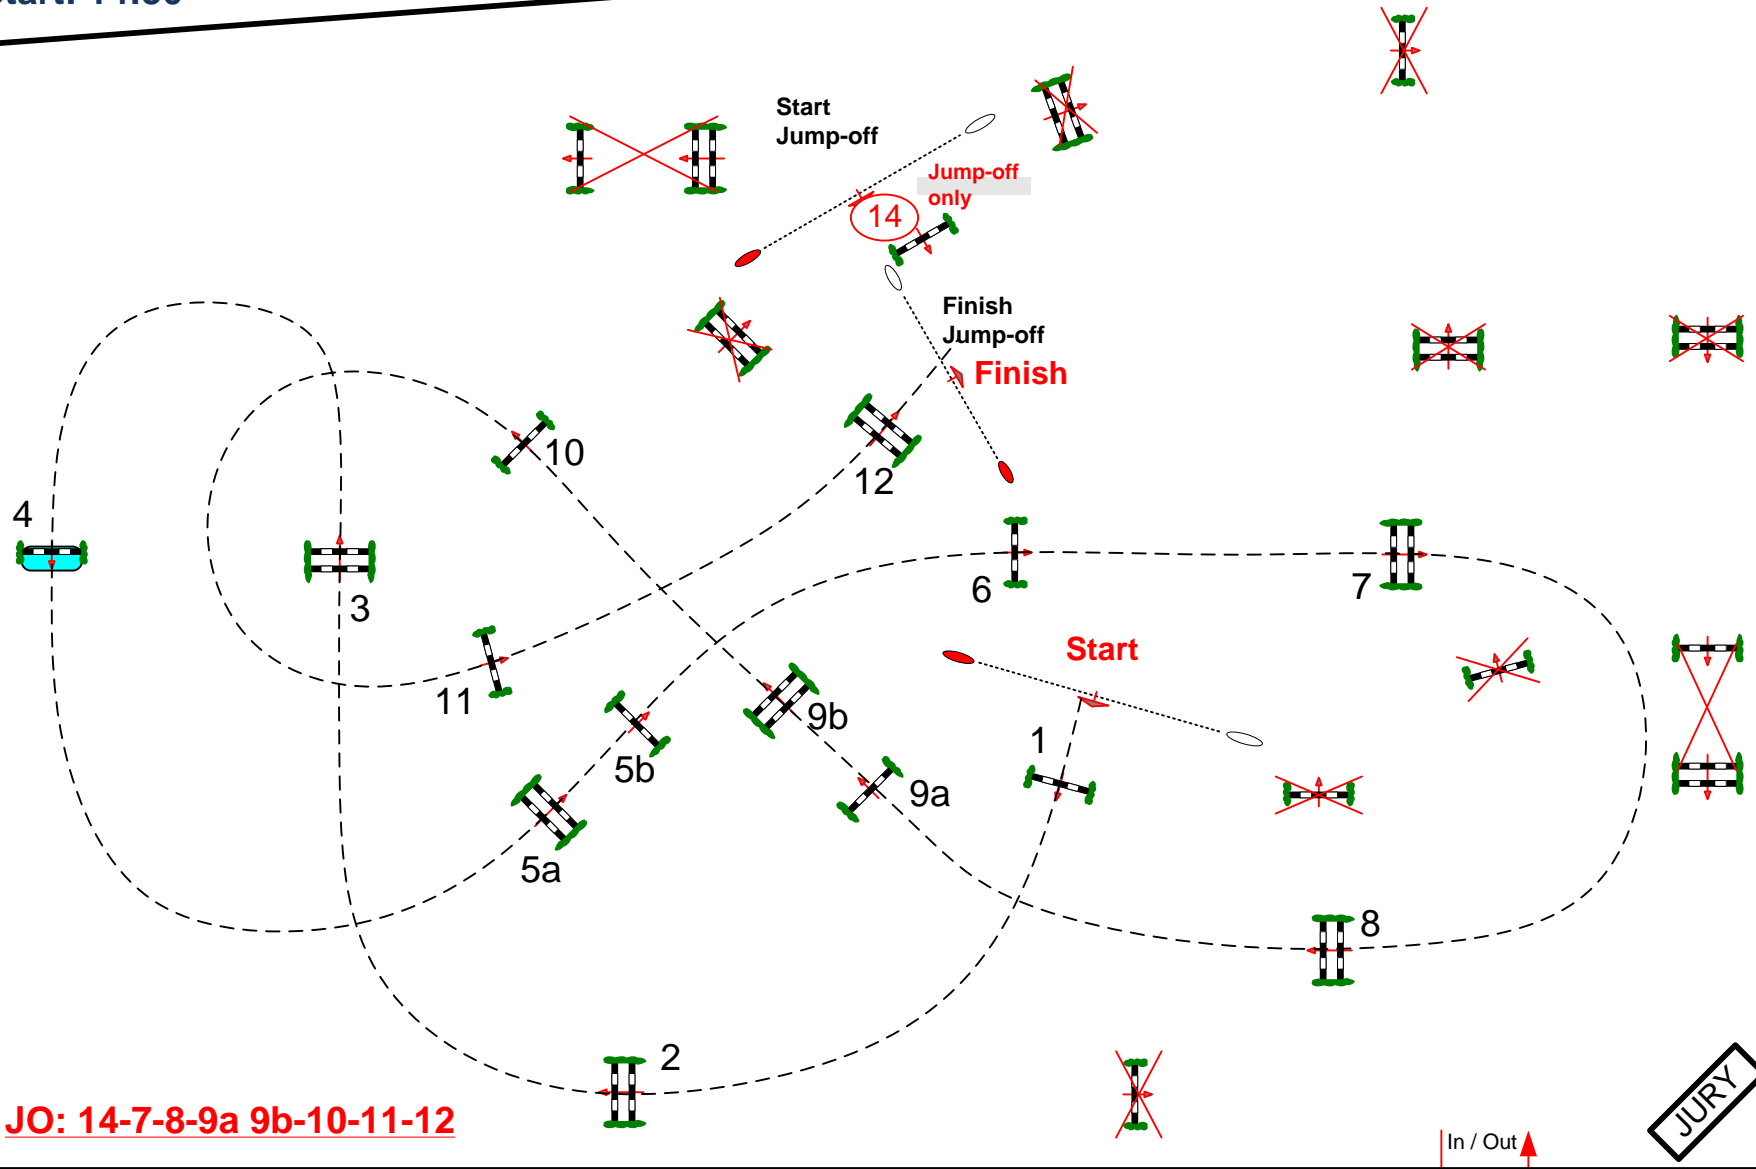 Start
Jump-off
Jump-off
only
14
Finish
Jump-off
Finish
10
12
4
3
6
7
Start
11
9b
5b
1
9a
5a
8
2
JO: 14-7-8-9a 9b-10-11-12
JURY
In / Out